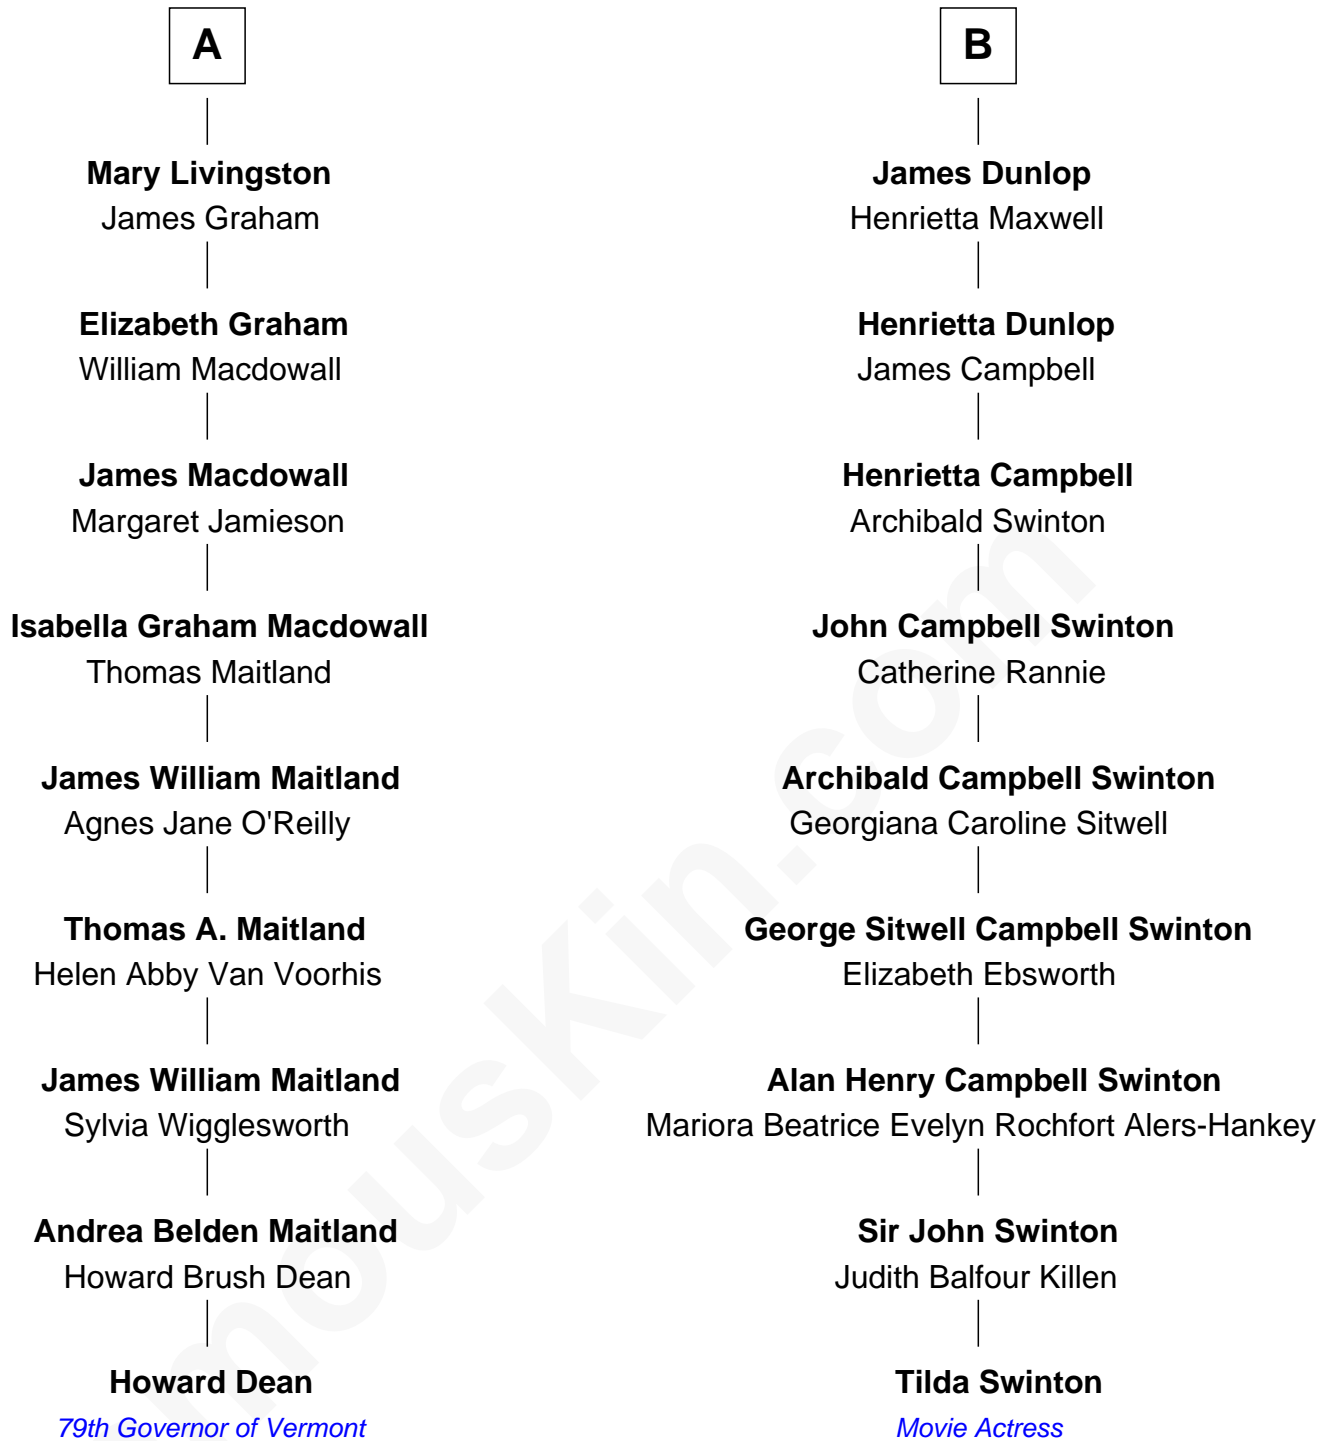 A
Mary Livingston
James Graham
Elizabeth Graham
William Macdowall
James Macdowall
Margaret Jamieson
Isabella Graham Macdowall
Thomas Maitland
James William Maitland
Agnes Jane O'Reilly
Thomas A. Maitland
Helen Abby Van Voorhis
James William Maitland
Sylvia Wigglesworth
Andrea Belden Maitland
Howard Brush Dean
Howard Dean
79th Governor of Vermont
B
James Dunlop
Henrietta Maxwell
Henrietta Dunlop
James Campbell
Henrietta Campbell
Archibald Swinton
John Campbell Swinton
Catherine Rannie
Archibald Campbell Swinton
Georgiana Caroline Sitwell
George Sitwell Campbell Swinton
Elizabeth Ebsworth
Alan Henry Campbell Swinton
Mariora Beatrice Evelyn Rochfort Alers-Hankey
Sir John Swinton
Judith Balfour Killen
Tilda Swinton
Movie Actress
mousKin.com